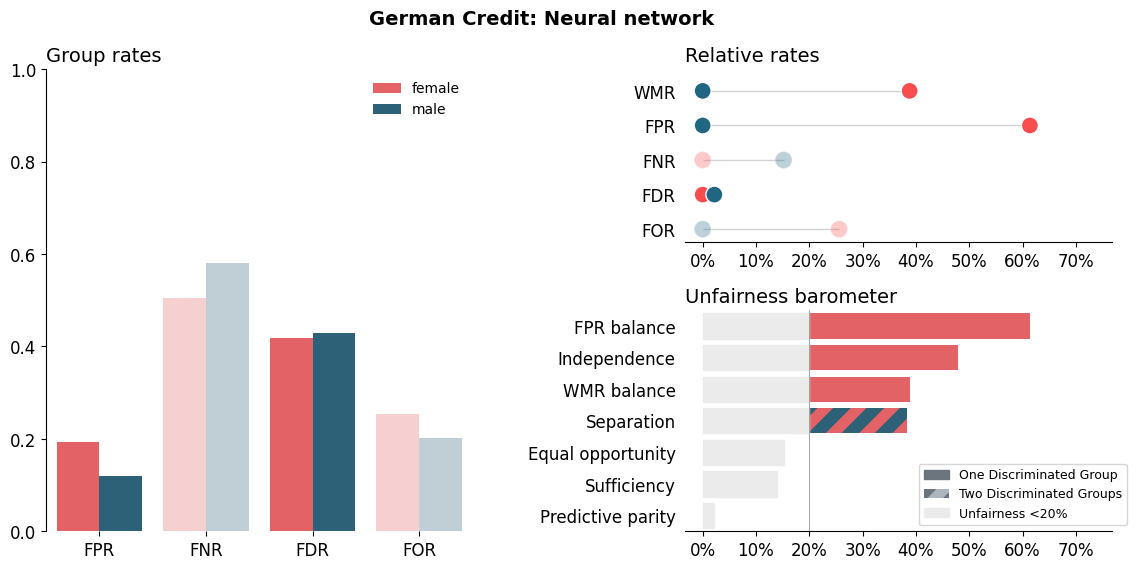 German Credit: Neural network
Group rates
1.0
0.8
0.6
0.4
0.2
0.0
female
male
FPR
FNR
FDR
FOR
Relative rates
WMR
FPR
FNR
FDR
FOR
0% 10% 20% 30% 40% 50% 60% 70%
Unfairness barometer
FPR balance
Independence
WMR balance
Separation
Equal opportunity
Sufficiency
Predictive parity
One Discriminated Group
Two Discriminated Groups
Unfairness <20%
0% 10% 20% 30% 40% 50% 60% 70%